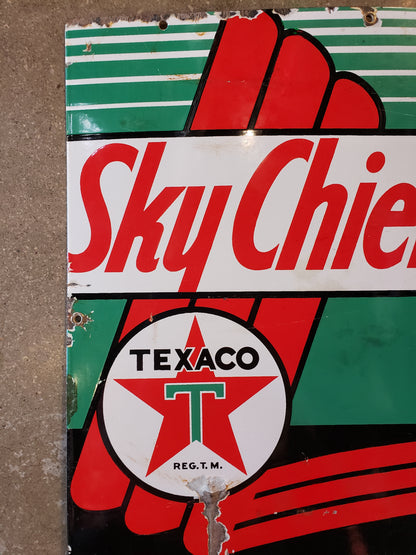 Sky Chie
TEXACO
T
REG. T. M.